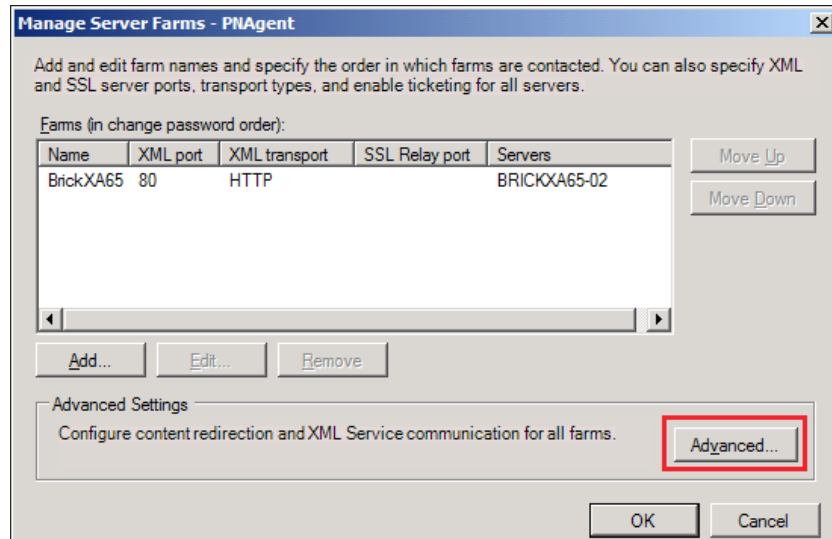 Manage Server Farms - PNAgent
Add and edit farm names and specify the order in which farms are contacted. You can also specify XML
and SSL server ports, transport types, and enable ticketing for all servers.
Farms (in change password order):
Name XML port XML transport SSL Relay port Servers
BrickXA65 80 HTTP BRICKXA65-02
Move Up
Move Down
Add... Edit... Remove
Advanced Settings
Configure content redirection and XML Service communication for all farms.
Advanced...
OK Cancel